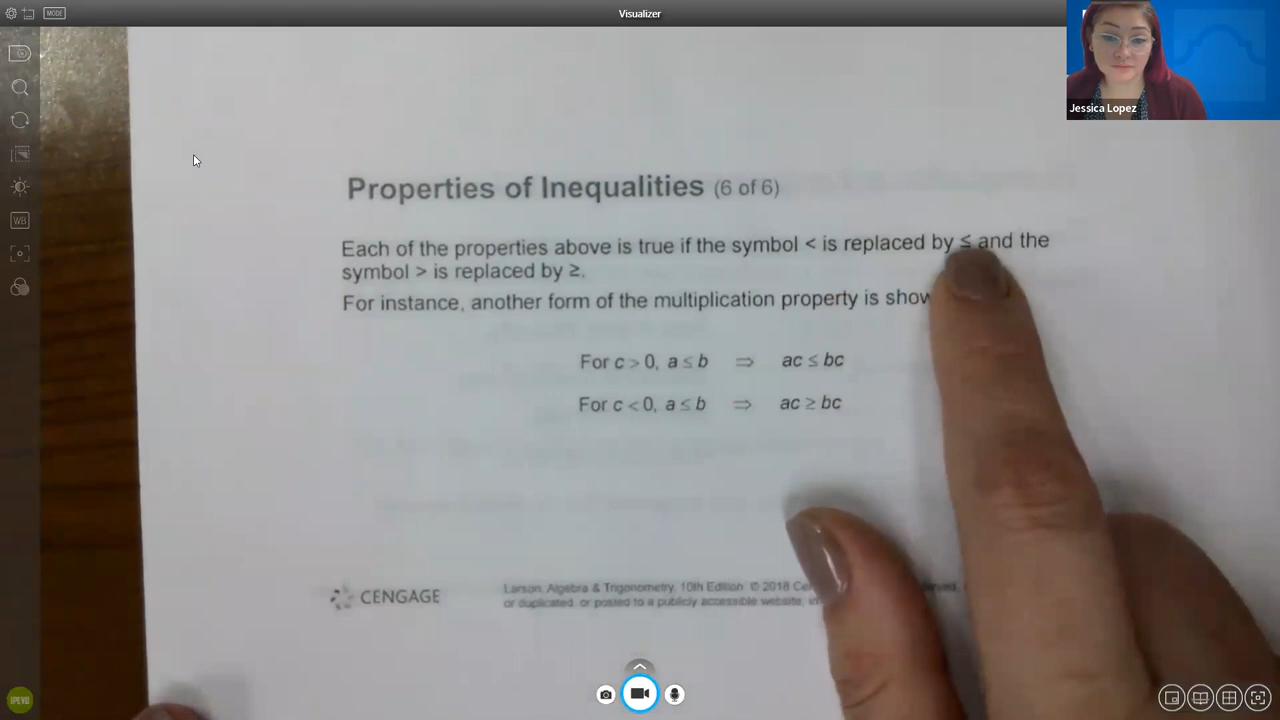 MODE
Visualizer
Jessica Lopez
WB
Properties of Inequalities (6 of 6)
Each of the properties above is true if the symbol < is replaced by ≤ and the
symbol > is replaced by ≥.
For instance, another form of the multiplication property is show
For c > 0, a ≤ b ⇒ ac ≤ bc
For c < 0, a ≤ b ⇒ ac ≥ bc
CENGAGE
Larson, Algebra & Trigonometry, 10th Edition. © 2018
or duplicated, or posted to a publicly accessible website, in
IPEVO